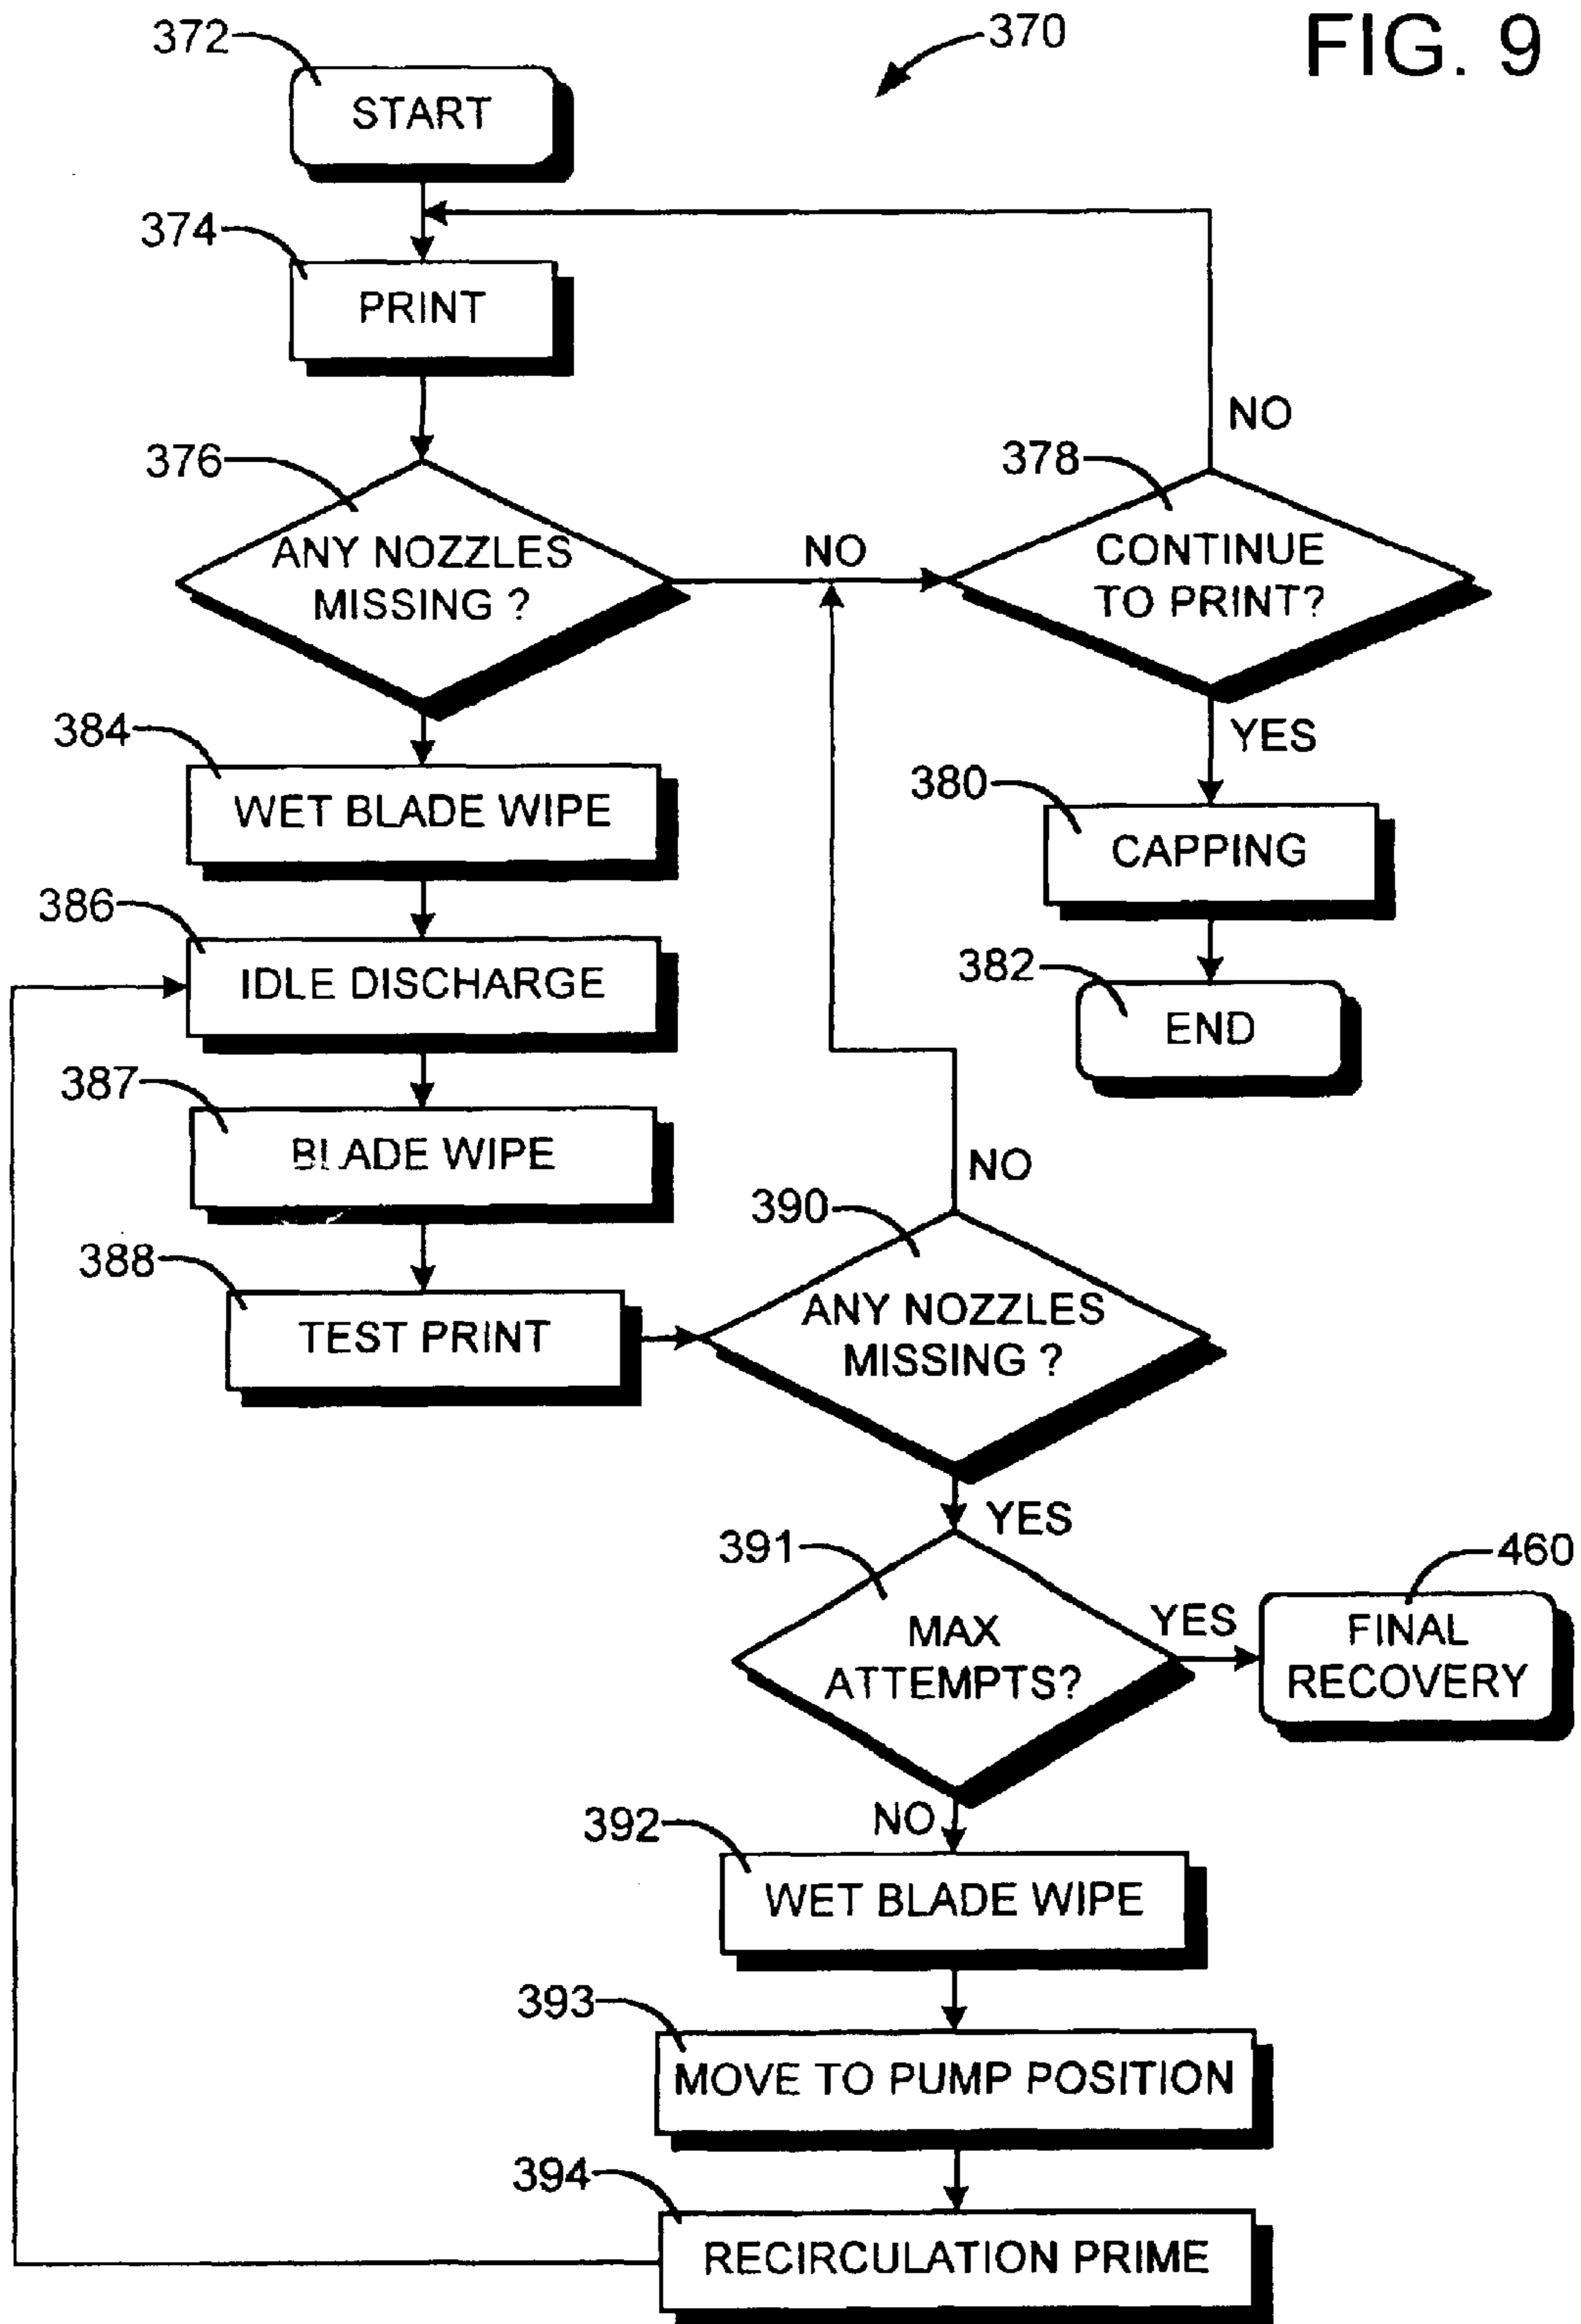 FIG. 9
370
372
START
374
PRINT
376
ANY NOZZLES
MISSING ?
NO
378
CONTINUE
TO PRINT?
NO
YES
380
CAPPING
382
END
384
WET BLADE WIPE
386
IDLE DISCHARGE
387
BLADE WIPE
388
TEST PRINT
390
ANY NOZZLES
MISSING ?
NO
YES
391
MAX
ATTEMPTS?
YES
460
FINAL
RECOVERY
NO
392
WET BLADE WIPE
393
MOVE TO PUMP POSITION
394
RECIRCULATION PRIME